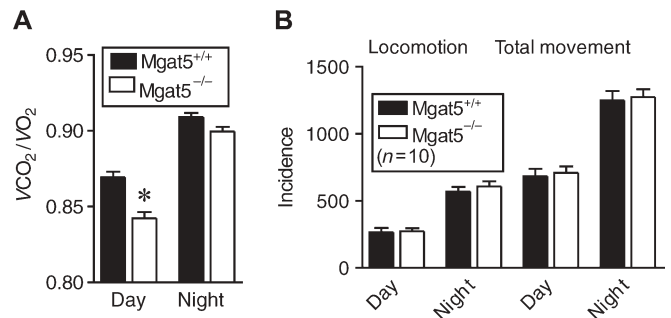 A
0.95
0.90
0.85
0.80
VCO2/VO2
Mgat5+/+
Mgat5−/−
*
Day
Night
B
Locomotion
Total movement
1500
1000
500
0
Incidence
Mgat5+/+
Mgat5−/−
(n=10)
Day
Night
Day
Night